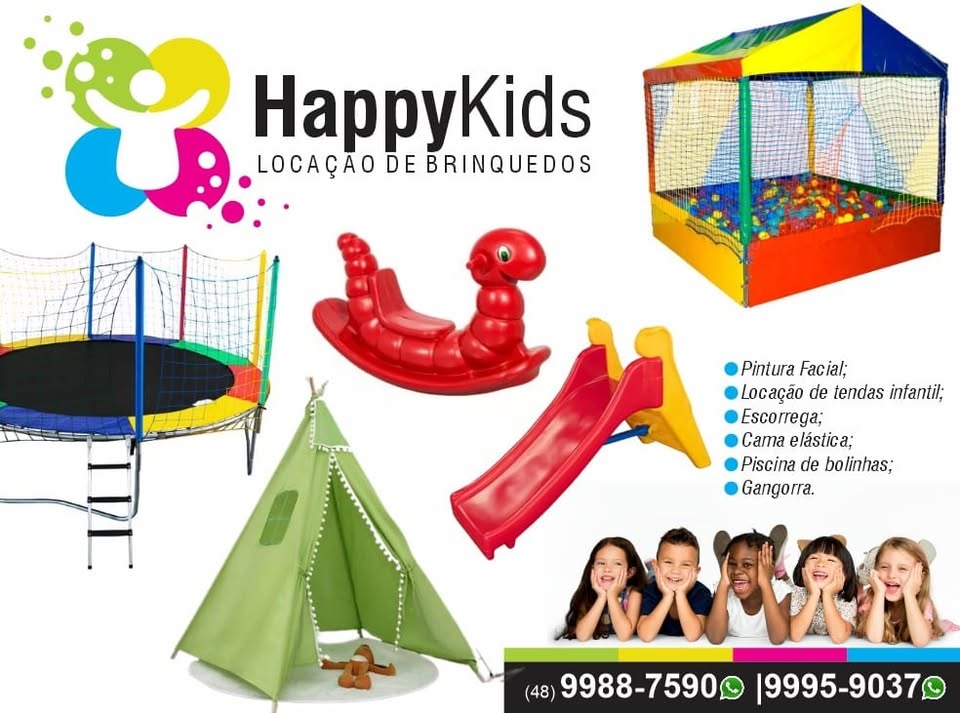 HappyKids
LOCAÇÃO DE BRINQUEDOS
Pintura Facial;
Locação de tendas infantil;
Escorrega;
Cama elástica;
Piscina de bolinhas;
Gangorra.
(48) 9988-7590 |9995-9037